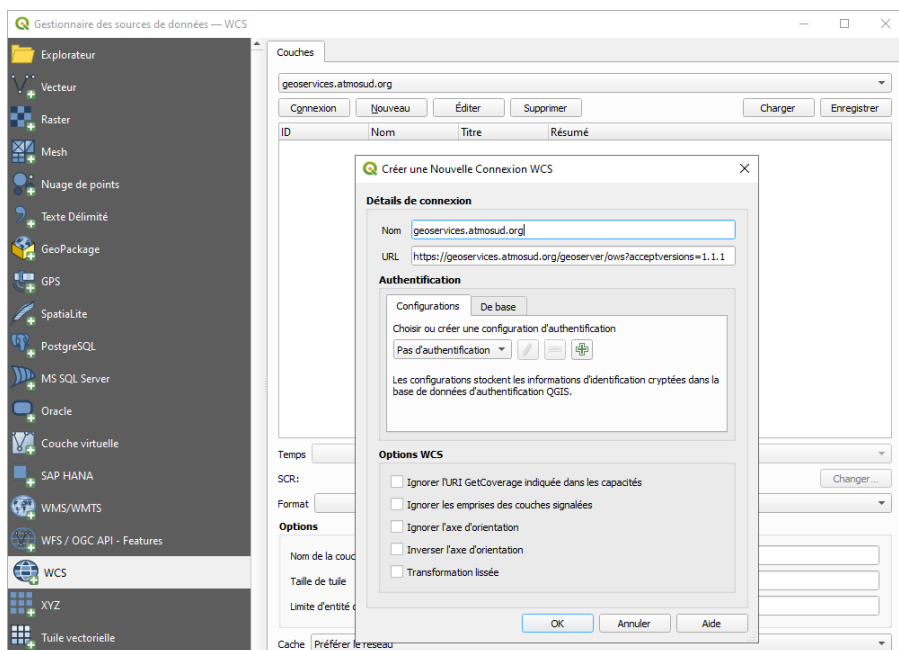 Gestionnaire des sources de données — WCS
Explorateur
Vecteur
Raster
Mesh
Nuage de points
Texte Délimité
GeoPackage
GPS
SpatiaLite
PostgreSQL
MS SQL Server
Oracle
Couche virtuelle
SAP HANA
WMS/WMTS
WFS / OGC API - Features
WCS
XYZ
Tuile vectorielle
Couches
geoservices.atmosud.org
Connexion Nouveau Éditer Supprimer Charger Enregistrer
ID Nom Titre Résumé
Créer une Nouvelle Connexion WCS
Détails de connexion
Nom geoservices.atmosud.org
URL https://geoservices.atmosud.org/geoserver/ows?acceptversions=1.1.1
Authentification
Configurations De base
Choisir ou créer une configuration d'authentification
Pas d'authentification
Les configurations stockent les informations d'identification cryptées dans la
base de données d'authentification QGIS.
Options WCS
Ignorer l'URI GetCoverage indiquée dans les capacités
Ignorer les emprises des couches signalées
Ignorer l'axe d'orientation
Inverser l'axe d'orientation
Transformation lissée
OK Annuler Aide
Temps
SCR: Changer...
Format
Options
Nom de la couc
Taille de tuile
Limite d'entité
Cache Préférer le réseau